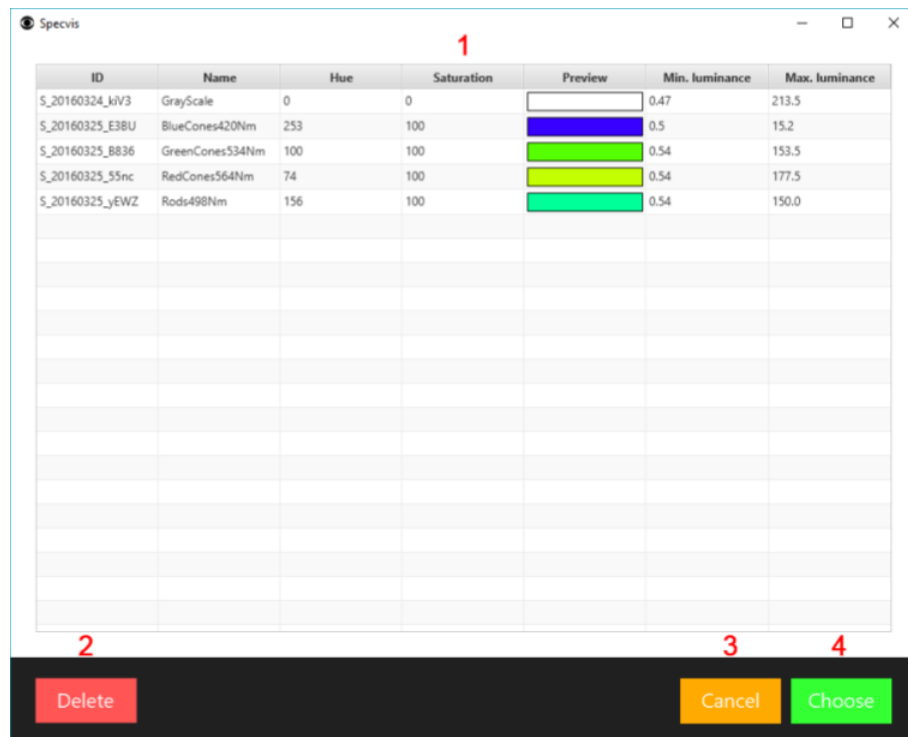 Specvis
1
ID Name Hue Saturation Preview Min. luminance Max. luminance
S_20160324_kiV3 GrayScale 0 0 0.47 213.5
S_20160325_E3BU BlueCones420Nm 253 100 0.5 15.2
S_20160325_B836 GreenCones534Nm 100 100 0.54 153.5
S_20160325_55nc RedCones564Nm 74 100 0.54 177.5
S_20160325_yEWZ Rods498Nm 156 100 0.54 150.0
2 3 4
Delete Cancel Choose